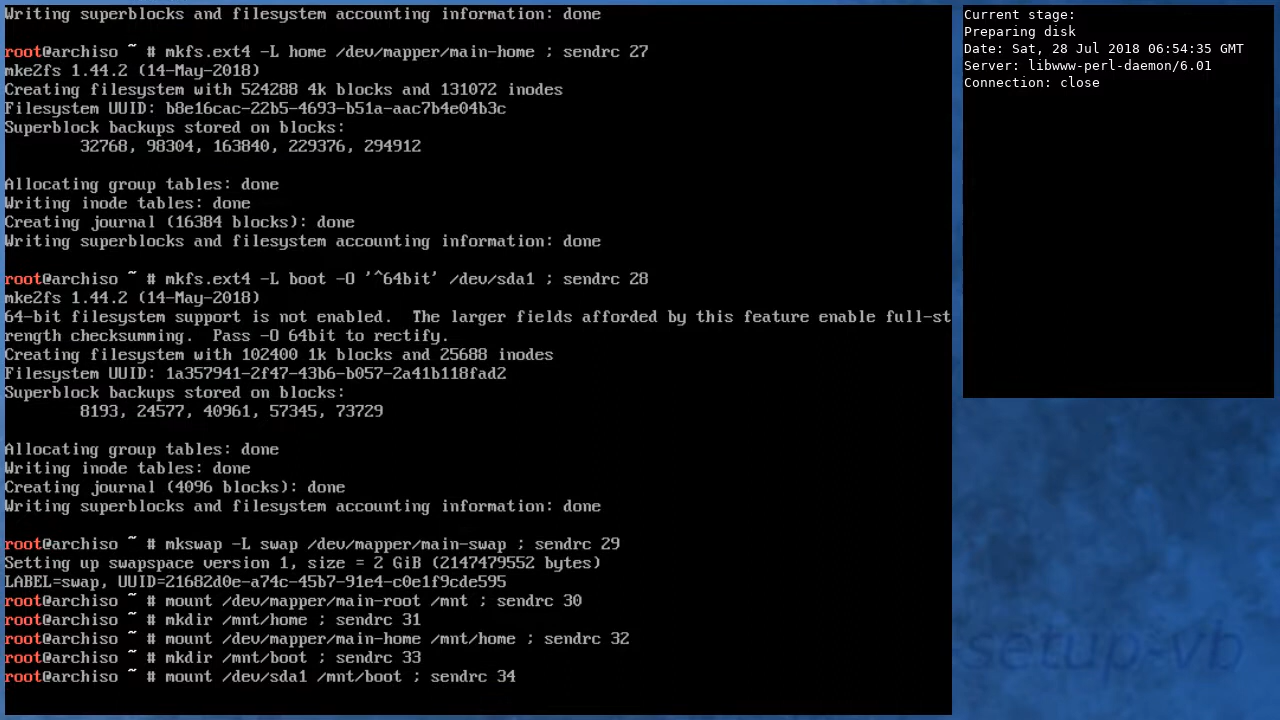 Writing superblocks and filesystem accounting information: done
root@archiso ~ # mkfs.ext4 -L home /dev/mapper/main-home ; sendrc 27
mke2fs 1.44.2 (14-May-2018)
Creating filesystem with 524288 4k blocks and 131072 inodes
Filesystem UUID: b8e16cac-22b5-4693-b51a-aac7b4e04b3c
Superblock backups stored on blocks:
        32768, 98304, 163840, 229376, 294912
Allocating group tables: done
Writing inode tables: done
Creating journal (16384 blocks): done
Writing superblocks and filesystem accounting information: done
root@archiso ~ # mkfs.ext4 -L boot -O '^64bit' /dev/sda1 ; sendrc 28
mke2fs 1.44.2 (14-May-2018)
64-bit filesystem support is not enabled.  The larger fields afforded by this feature enable full-st
rength checksumming.  Pass -O 64bit to rectify.
Creating filesystem with 102400 1k blocks and 25688 inodes
Filesystem UUID: 1a357941-2f47-43b6-b057-2a41b118fad2
Superblock backups stored on blocks:
        8193, 24577, 40961, 57345, 73729
Allocating group tables: done
Writing inode tables: done
Creating journal (4096 blocks): done
Writing superblocks and filesystem accounting information: done
root@archiso ~ # mkswap -L swap /dev/mapper/main-swap ; sendrc 29
Setting up swapspace version 1, size = 2 GiB (2147479552 bytes)
LABEL=swap, UUID=21682d0e-a74c-45b7-91e4-c0e1f9cde595
root@archiso ~ # mount /dev/mapper/main-root /mnt ; sendrc 30
root@archiso ~ # mkdir /mnt/home ; sendrc 31
root@archiso ~ # mount /dev/mapper/main-home /mnt/home ; sendrc 32
root@archiso ~ # mkdir /mnt/boot ; sendrc 33
root@archiso ~ # mount /dev/sda1 /mnt/boot ; sendrc 34
Current stage:
Preparing disk
Date: Sat, 28 Jul 2018 06:54:35 GMT
Server: libwww-perl-daemon/6.01
Connection: close
setup-vb